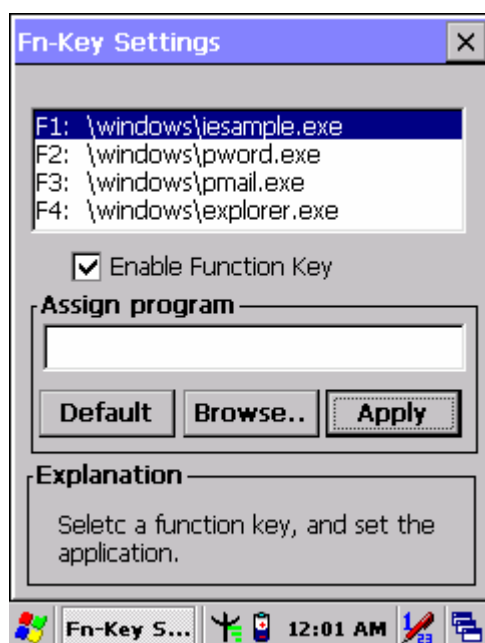 Fn-Key Settings
F1: \windows\iesample.exe
F2: \windows\pword.exe
F3: \windows\pmail.exe
F4: \windows\explorer.exe
Enable Function Key
Assign program
Default Browse.. Apply
Explanation
Seletc a function key, and set the
application.
Fn-Key S... 12:01 AM 1/23